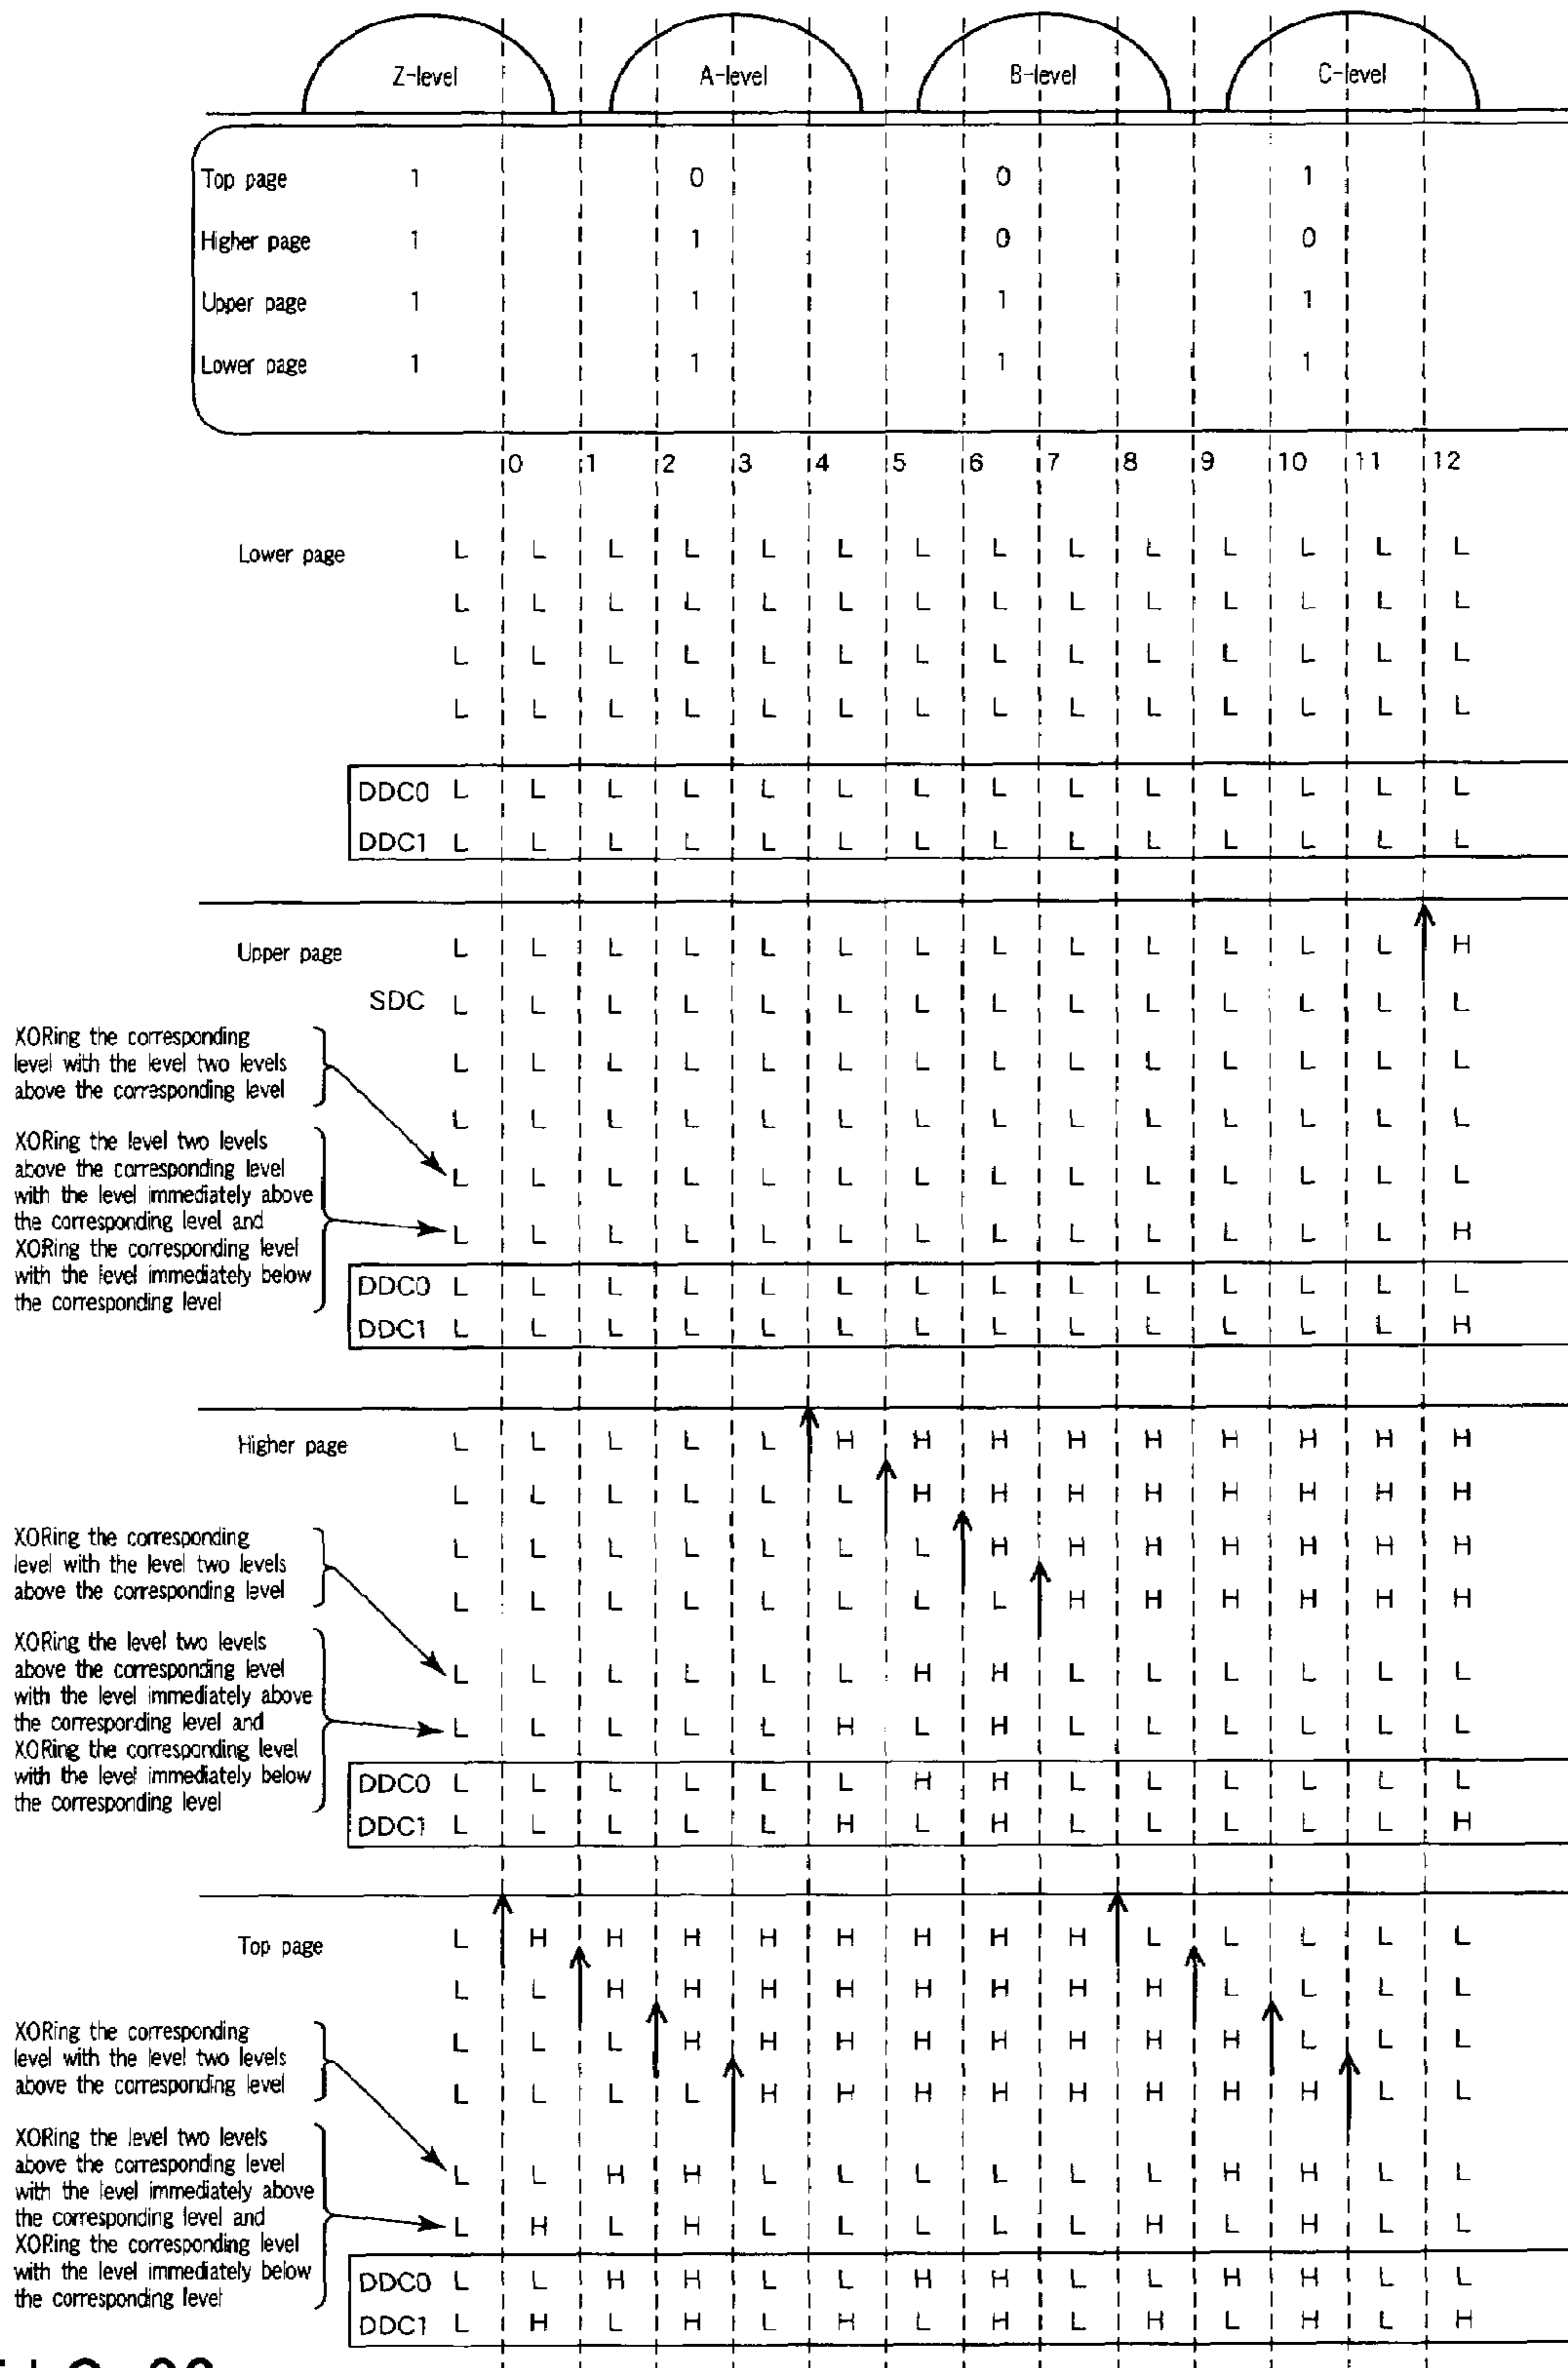 Z-level A-level B-level C-level
Top page 1 0 0 1
Higher page 1 1 0 0
Upper page 1 1 1 1
Lower page 1 1 1 1
0 1 2 3 4 5 6 7 8 9 10 11 12
Lower page L L L L L L L L L L L L L L
L L L L L L L L L L L L L L
L L L L L L L L L L L L L L
L L L L L L L L L L L L L L
DDC0 L L L L L L L L L L L L L L
DDC1 L L L L L L L L L L L L L L
Upper page L L L L L L L L L L L L L H
SDC L L L L L L L L L L L L L L
XORing the corresponding
level with the level two levels
above the corresponding level
L L L L L L L L L L L L L L
L L L L L L L L L L L L L L
XORing the level two levels
above the corresponding level
with the level immediately above
the corresponding level and
XORing the corresponding level
with the level immediately below
the corresponding level
L L L L L L L L L L L L L L
L L L L L L L L L L L L L H
DDC0 L L L L L L L L L L L L L L
DDC1 L L L L L L L L L L L L L H
Higher page L L L L L H H H H H H H H H
L L L L L L H H H H H H H H
XORing the corresponding
level with the level two levels
above the corresponding level
L L L L L L L H H H H H H H
L L L L L L L L H H H H H H
XORing the level two levels
above the corresponding level
with the level immediately above
the corresponding level and
XORing the corresponding level
with the level immediately below
the corresponding level
L L L L L L H H L L L L L L
L L L L L H L H L L L L L L
DDC0 L L L L L L H H L L L L L L
DDC1 L L L L L H L H L L L L L H
Top page L H H H H H H H H L L L L L
L L H H H H H H H H L L L L
XORing the corresponding
level with the level two levels
above the corresponding level
L L L H H H H H H H H L L L
L L L L H H H H H H H H L L
XORing the level two levels
above the corresponding level
with the level immediately above
the corresponding level and
XORing the corresponding level
with the level immediately below
the corresponding level
L L H H L L L L L L H H L L
L H L H L L L L L H L H L L
DDC0 L L H H L L H H L L H H L L
DDC1 L H L H L H L H L H L H L H